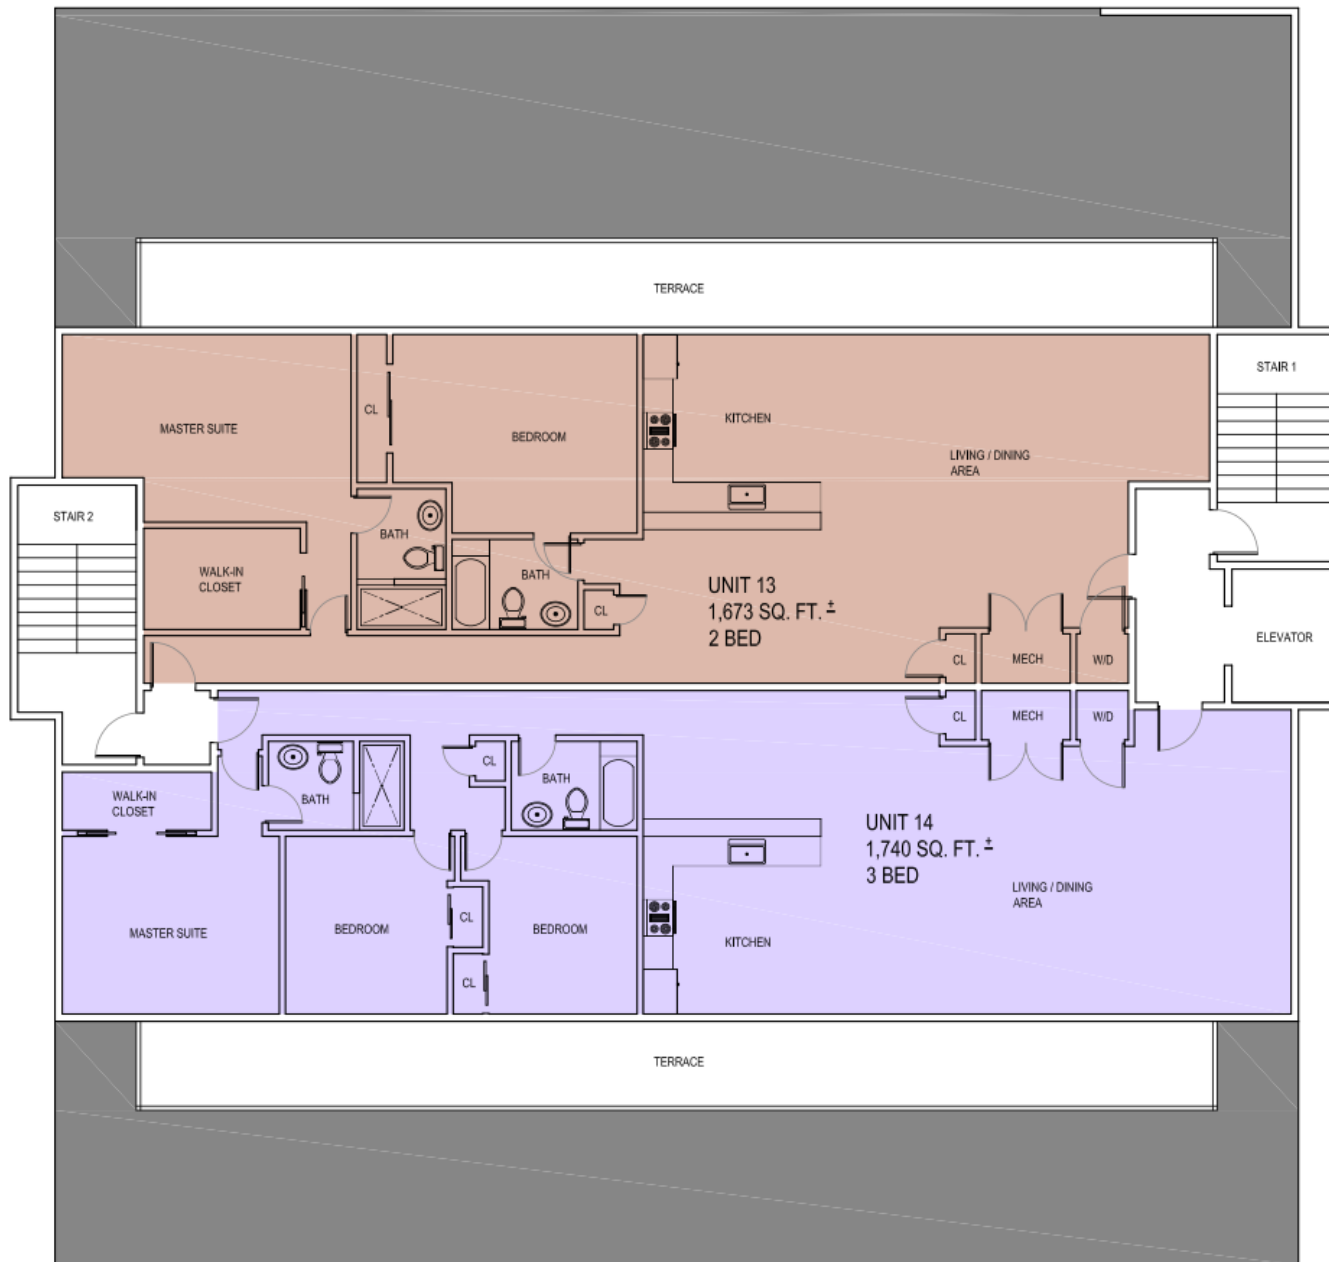 TERRACE
STAIR 1
MASTER SUITE
CL
BEDROOM
KITCHEN
LIVING / DINING
AREA
STAIR 2
BATH
WALK-IN
CLOSET
BATH
CL
UNIT 13
1,673 SQ. FT. ±
2 BED
ELEVATOR
CL
MECH
W/D
CL
MECH
W/D
CL
BATH
BATH
WALK-IN
CLOSET
UNIT 14
1,740 SQ. FT. ±
3 BED
LIVING / DINING
AREA
CL
MASTER SUITE
BEDROOM
BEDROOM
KITCHEN
CL
TERRACE